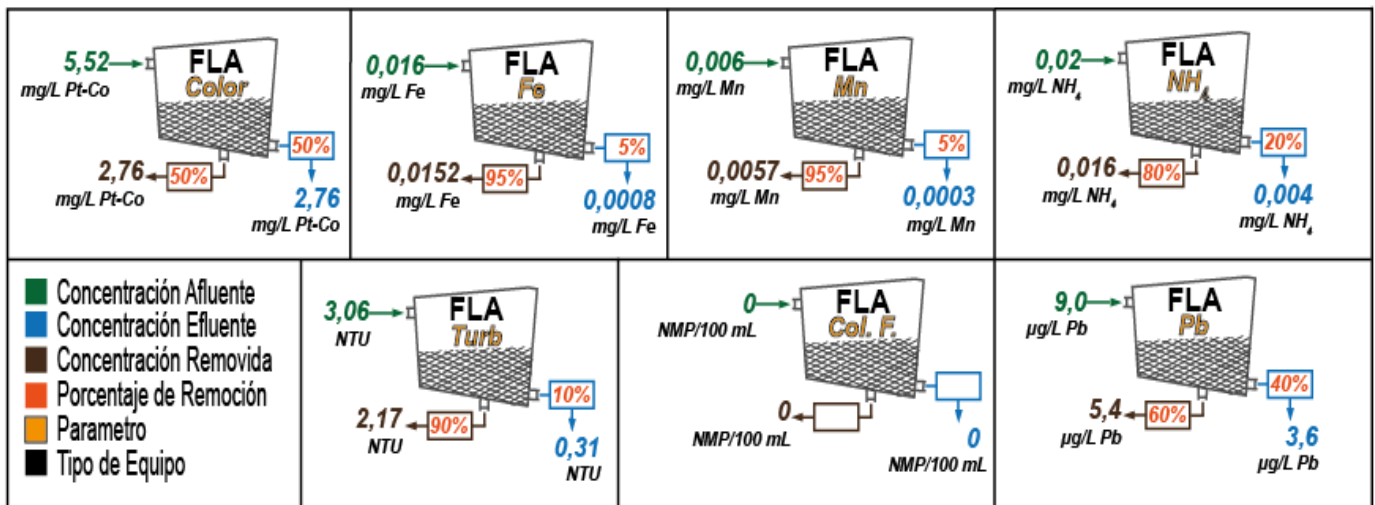 FLA
Color
5,52
mg/L Pt-Co
50%
2,76
mg/L Pt-Co
50%
2,76
mg/L Pt-Co
FLA
Fe
0,016
mg/L Fe
5%
0,0152
mg/L Fe
95%
0,0008
mg/L Fe
FLA
Mn
0,006
mg/L Mn
5%
0,0057
mg/L Mn
95%
0,0003
mg/L Mn
FLA
NH₄
0,02
mg/L NH₄
20%
0,016
mg/L NH₄
80%
0,004
mg/L NH₄
Concentración Afluente
Concentración Efluente
Concentración Removida
Porcentaje de Remoción
Parametro
Tipo de Equipo
FLA
Turb
3,06
NTU
10%
2,17
NTU
90%
0,31
NTU
FLA
Col. F.
0
NMP/100 mL
0
NMP/100 mL
0
NMP/100 mL
FLA
Pb
9,0
µg/L Pb
40%
5,4
µg/L Pb
60%
3,6
µg/L Pb